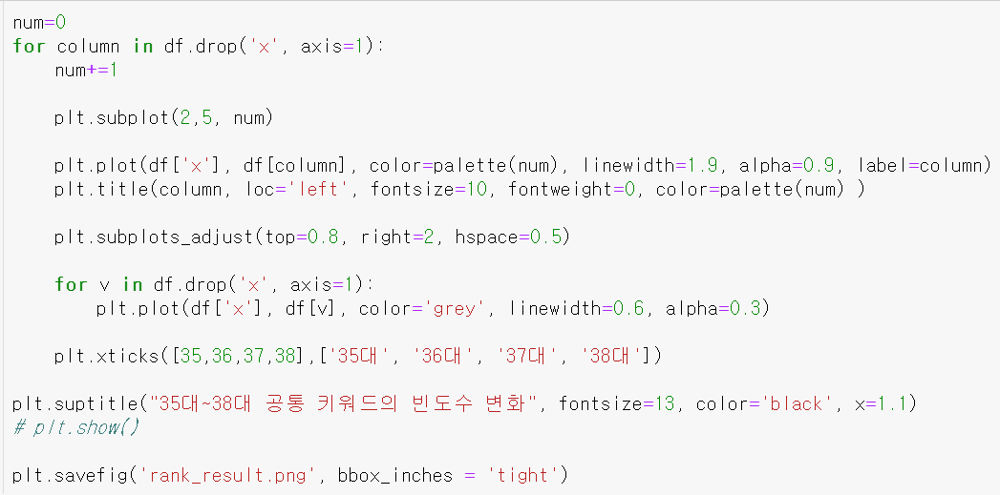 num=0
for column in df.drop('x', axis=1):
    num+=1
    plt.subplot(2,5, num)
    plt.plot(df['x'], df[column], color=palette(num), linewidth=1.9, alpha=0.9, label=column)
    plt.title(column, loc='left', fontsize=10, fontweight=0, color=palette(num) )
    plt.subplots_adjust(top=0.8, right=2, hspace=0.5)
    for v in df.drop('x', axis=1):
        plt.plot(df['x'], df[v], color='grey', linewidth=0.6, alpha=0.3)
    plt.xticks([35,36,37,38],['35대', '36대', '37대', '38대'])
plt.suptitle("35대~38대 공통 키워드의 빈도수 변화", fontsize=13, color='black', x=1.1)
# plt.show()
plt.savefig('rank_result.png', bbox_inches = 'tight')